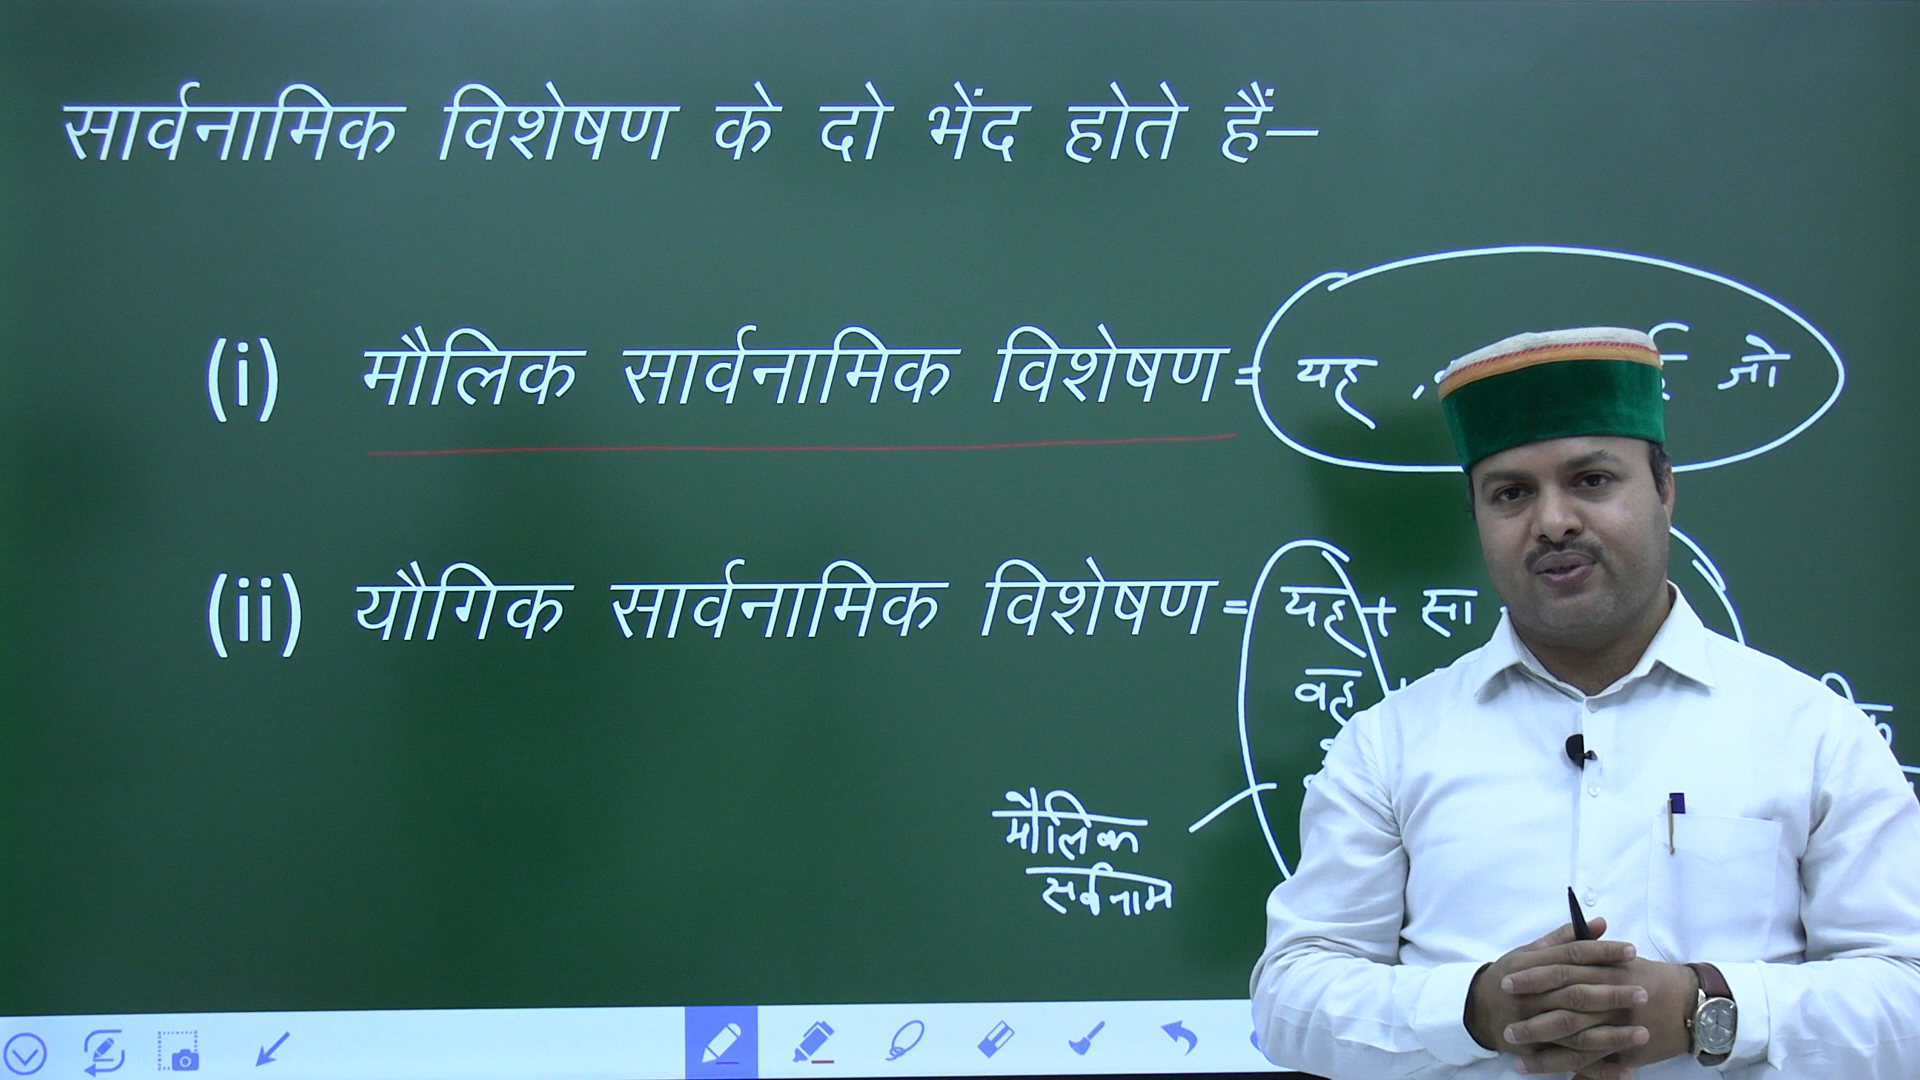 सार्वनामिक विशेषण के दो भेंद होते हैं–
(i) मौलिक सार्वनामिक विशेषण = यह , जो
(ii) यौगिक सार्वनामिक विशेषण = यह + सा
वह +
मौलिक
सर्वनाम